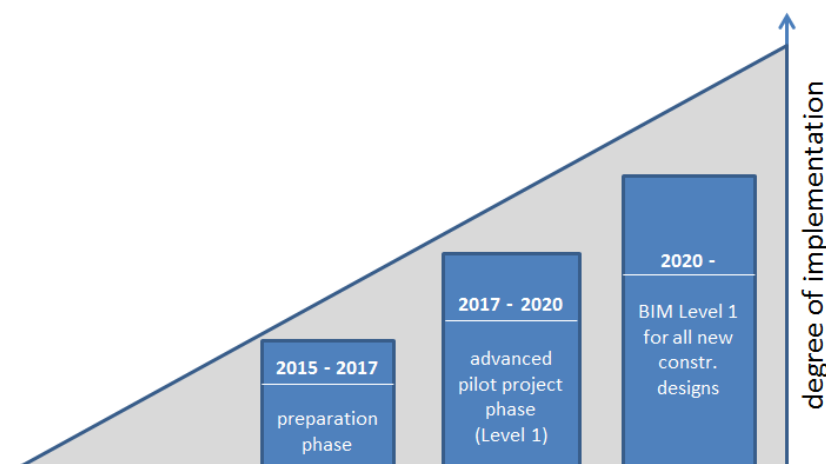 2015 - 2017
preparation
phase
2017 - 2020
advanced
pilot project
phase
(Level 1)
2020 -
BIM Level 1
for all new
constr.
designs
degree of implementation